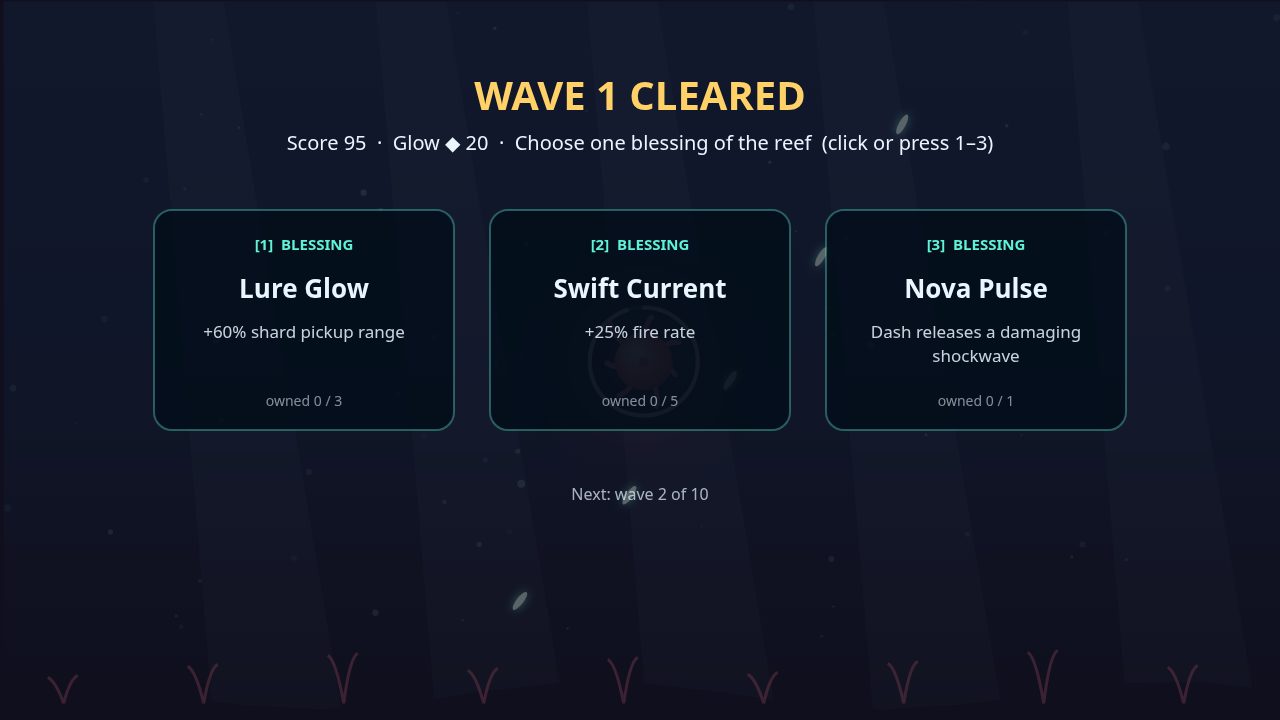 WAVE 1 CLEARED
Score 95 · Glow ◆ 20 · Choose one blessing of the reef (click or press 1–3)
[1] BLESSING
Lure Glow
+60% shard pickup range
owned 0 / 3
[2] BLESSING
Swift Current
+25% fire rate
owned 0 / 5
[3] BLESSING
Nova Pulse
Dash releases a damaging
shockwave
owned 0 / 1
Next: wave 2 of 10